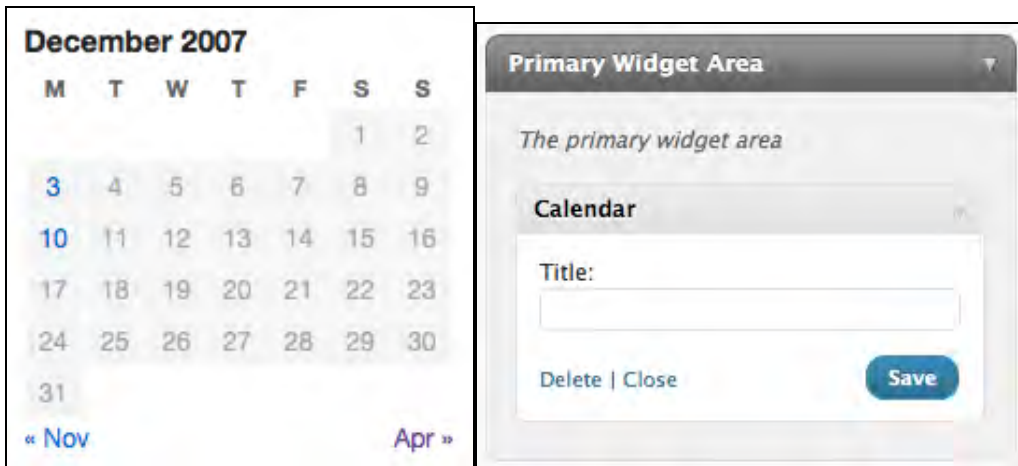 December 2007
M T W T F S S
1 2
3 4 5 6 7 8 9
10 11 12 13 14 15 16
17 18 19 20 21 22 23
24 25 26 27 28 29 30
31
« Nov Apr »
Primary Widget Area
The primary widget area
Calendar
Title:
Delete | Close Save